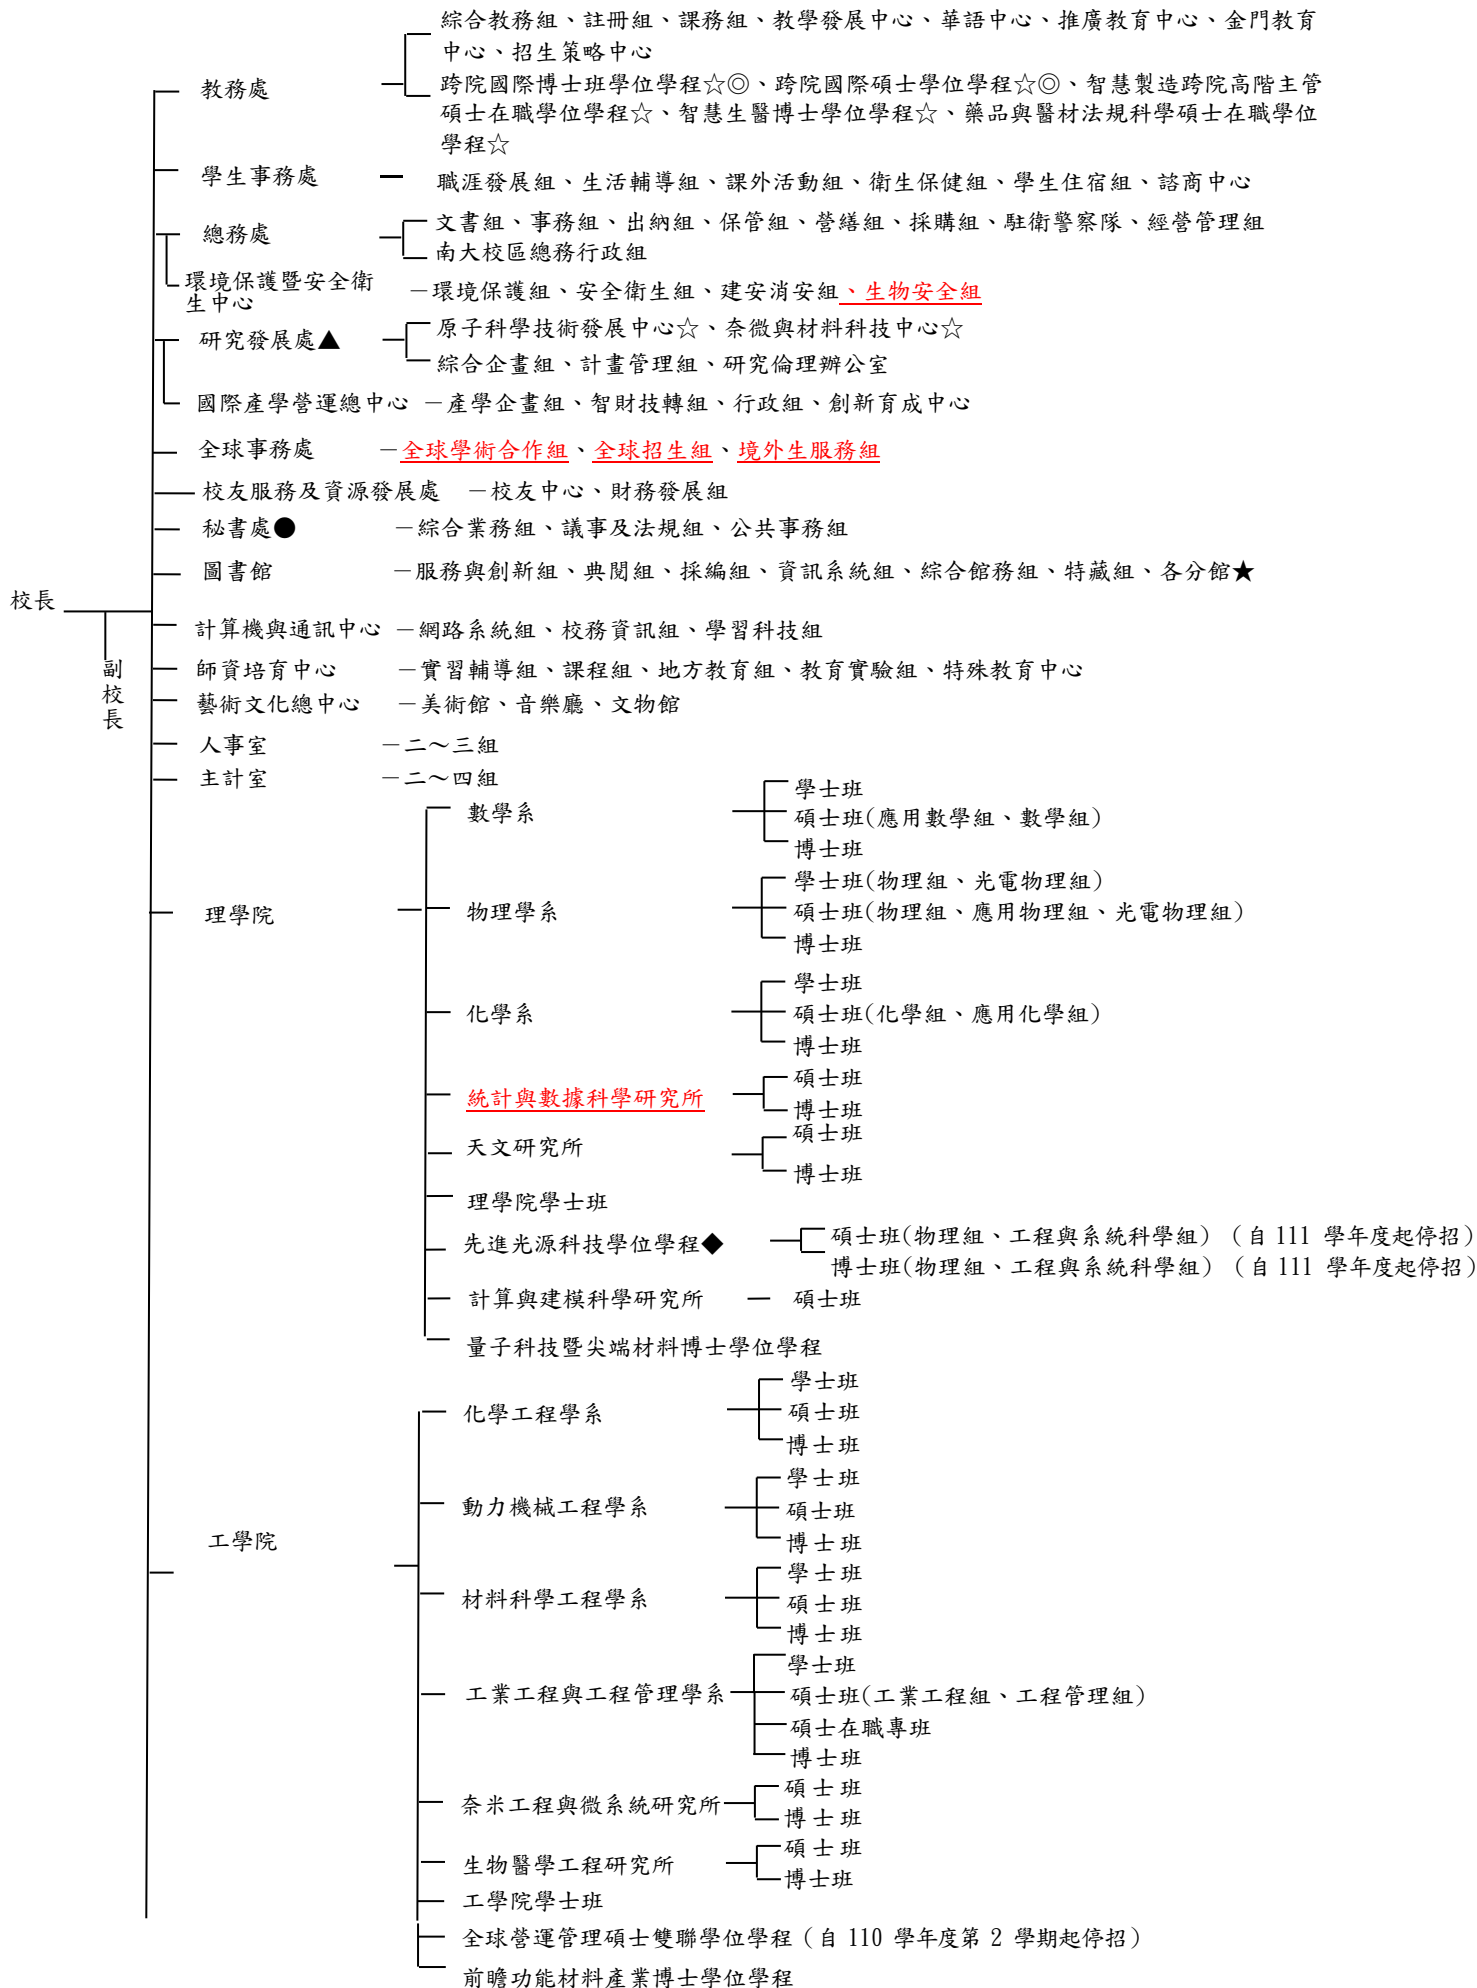 綜合教務組、註冊組、課務組、教學發展中心、華語中心、推廣教育中心、金門教育
中心、招生策略中心
教務處
跨院國際博士班學位學程☆◎、跨院國際碩士學位學程☆◎、智慧製造跨院高階主管
碩士在職學位學程☆、智慧生醫博士學位學程☆、藥品與醫材法規科學碩士在職學位
學程☆
學生事務處
職涯發展組、生活輔導組、課外活動組、衛生保健組、學生住宿組、諮商中心
總務處
文書組、事務組、出納組、保管組、營繕組、採購組、駐衛警察隊、經營管理組
南大校區總務行政組
環境保護暨安全衛
生中心
－環境保護組、安全衛生組、建安消安組、生物安全組
研究發展處▲
原子科學技術發展中心☆、奈微與材料科技中心☆
綜合企畫組、計畫管理組、研究倫理辦公室
國際產學營運總中心 －產學企畫組、智財技轉組、行政組、創新育成中心
全球事務處 －全球學術合作組、全球招生組、境外生服務組
校友服務及資源發展處 －校友中心、財務發展組
秘書處● －綜合業務組、議事及法規組、公共事務組
圖書館 －服務與創新組、典閱組、採編組、資訊系統組、綜合館務組、特藏組、各分館★
校長
副校長
計算機與通訊中心 －網路系統組、校務資訊組、學習科技組
師資培育中心 －實習輔導組、課程組、地方教育組、教育實驗組、特殊教育中心
藝術文化總中心 －美術館、音樂廳、文物館
人事室 －二～三組
主計室 －二～四組
理學院
數學系
學士班
碩士班(應用數學組、數學組)
博士班
物理學系
學士班(物理組、光電物理組)
碩士班(物理組、應用物理組、光電物理組)
博士班
化學系
學士班
碩士班(化學組、應用化學組)
博士班
統計與數據科學研究所
碩士班
博士班
天文研究所
碩士班
博士班
理學院學士班
先進光源科技學位學程◆
碩士班(物理組、工程與系統科學組) (自 111 學年度起停招)
博士班(物理組、工程與系統科學組) (自 111 學年度起停招)
計算與建模科學研究所 碩士班
量子科技暨尖端材料博士學位學程
工學院
化學工程學系
學士班
碩士班
博士班
動力機械工程學系
學士班
碩士班
博士班
材料科學工程學系
學士班
碩士班
博士班
工業工程與工程管理學系
學士班
碩士班(工業工程組、工程管理組)
碩士在職專班
博士班
奈米工程與微系統研究所
碩士班
博士班
生物醫學工程研究所
碩士班
博士班
工學院學士班
全球營運管理碩士雙聯學位學程 (自 110 學年度第 2 學期起停招)
前瞻功能材料產業博士學位學程